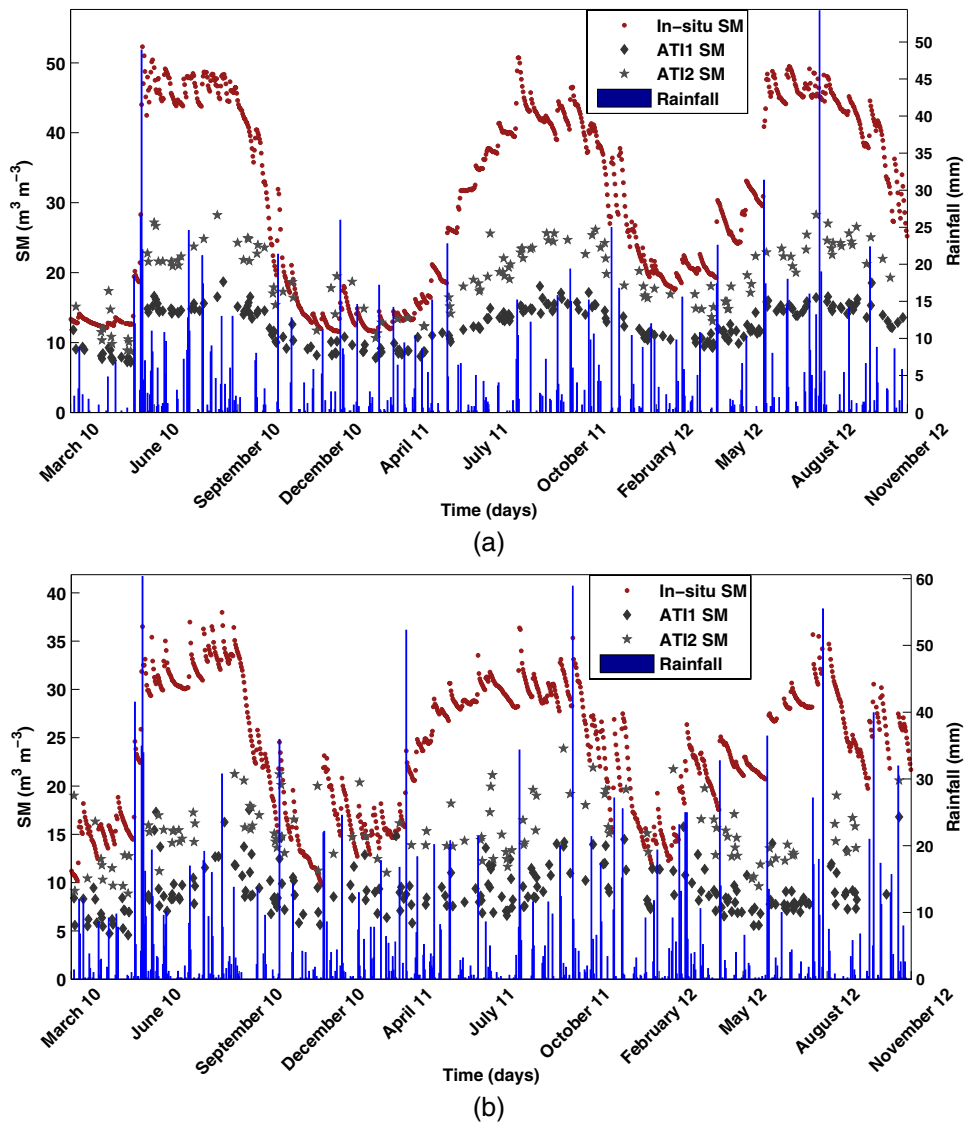 In-situ SM
ATI1 SM
ATI2 SM
Rainfall
SM (m³ m⁻³)
50
40
30
20
10
0
Rainfall (mm)
50
45
40
35
30
25
20
15
10
5
0
March 10
June 10
September 10
December 10
April 11
July 11
October 11
February 12
May 12
August 12
November 12
Time (days)
(a)
In-situ SM
ATI1 SM
ATI2 SM
Rainfall
SM (m³ m⁻³)
40
35
30
25
20
15
10
5
0
Rainfall (mm)
60
50
40
30
20
10
0
March 10
June 10
September 10
December 10
April 11
July 11
October 11
February 12
May 12
August 12
November 12
Time (days)
(b)